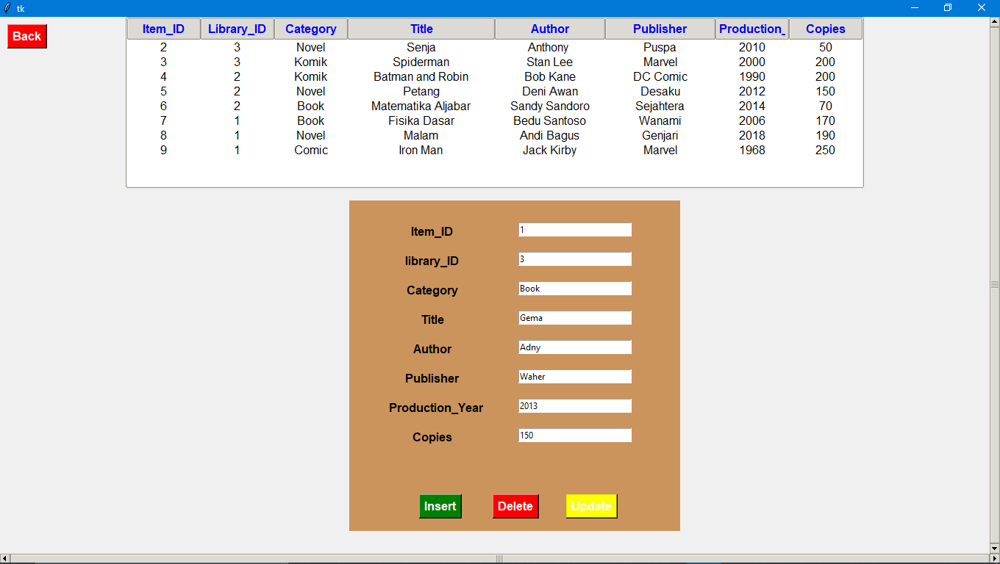 tk
Back
Item_ID Library_ID Category Title Author Publisher Production_ Copies
2 3 Novel Senja Anthony Puspa 2010 50
3 3 Komik Spiderman Stan Lee Marvel 2000 200
4 2 Komik Batman and Robin Bob Kane DC Comic 1990 200
5 2 Novel Petang Deni Awan Desaku 2012 150
6 2 Book Matematika Aljabar Sandy Sandoro Sejahtera 2014 70
7 1 Book Fisika Dasar Bedu Santoso Wanami 2006 170
8 1 Novel Malam Andi Bagus Genjari 2018 190
9 1 Comic Iron Man Jack Kirby Marvel 1968 250
Item_ID 1
library_ID 3
Category Book
Title Gema
Author Adny
Publisher Waher
Production_Year 2013
Copies 150
Insert Delete Update